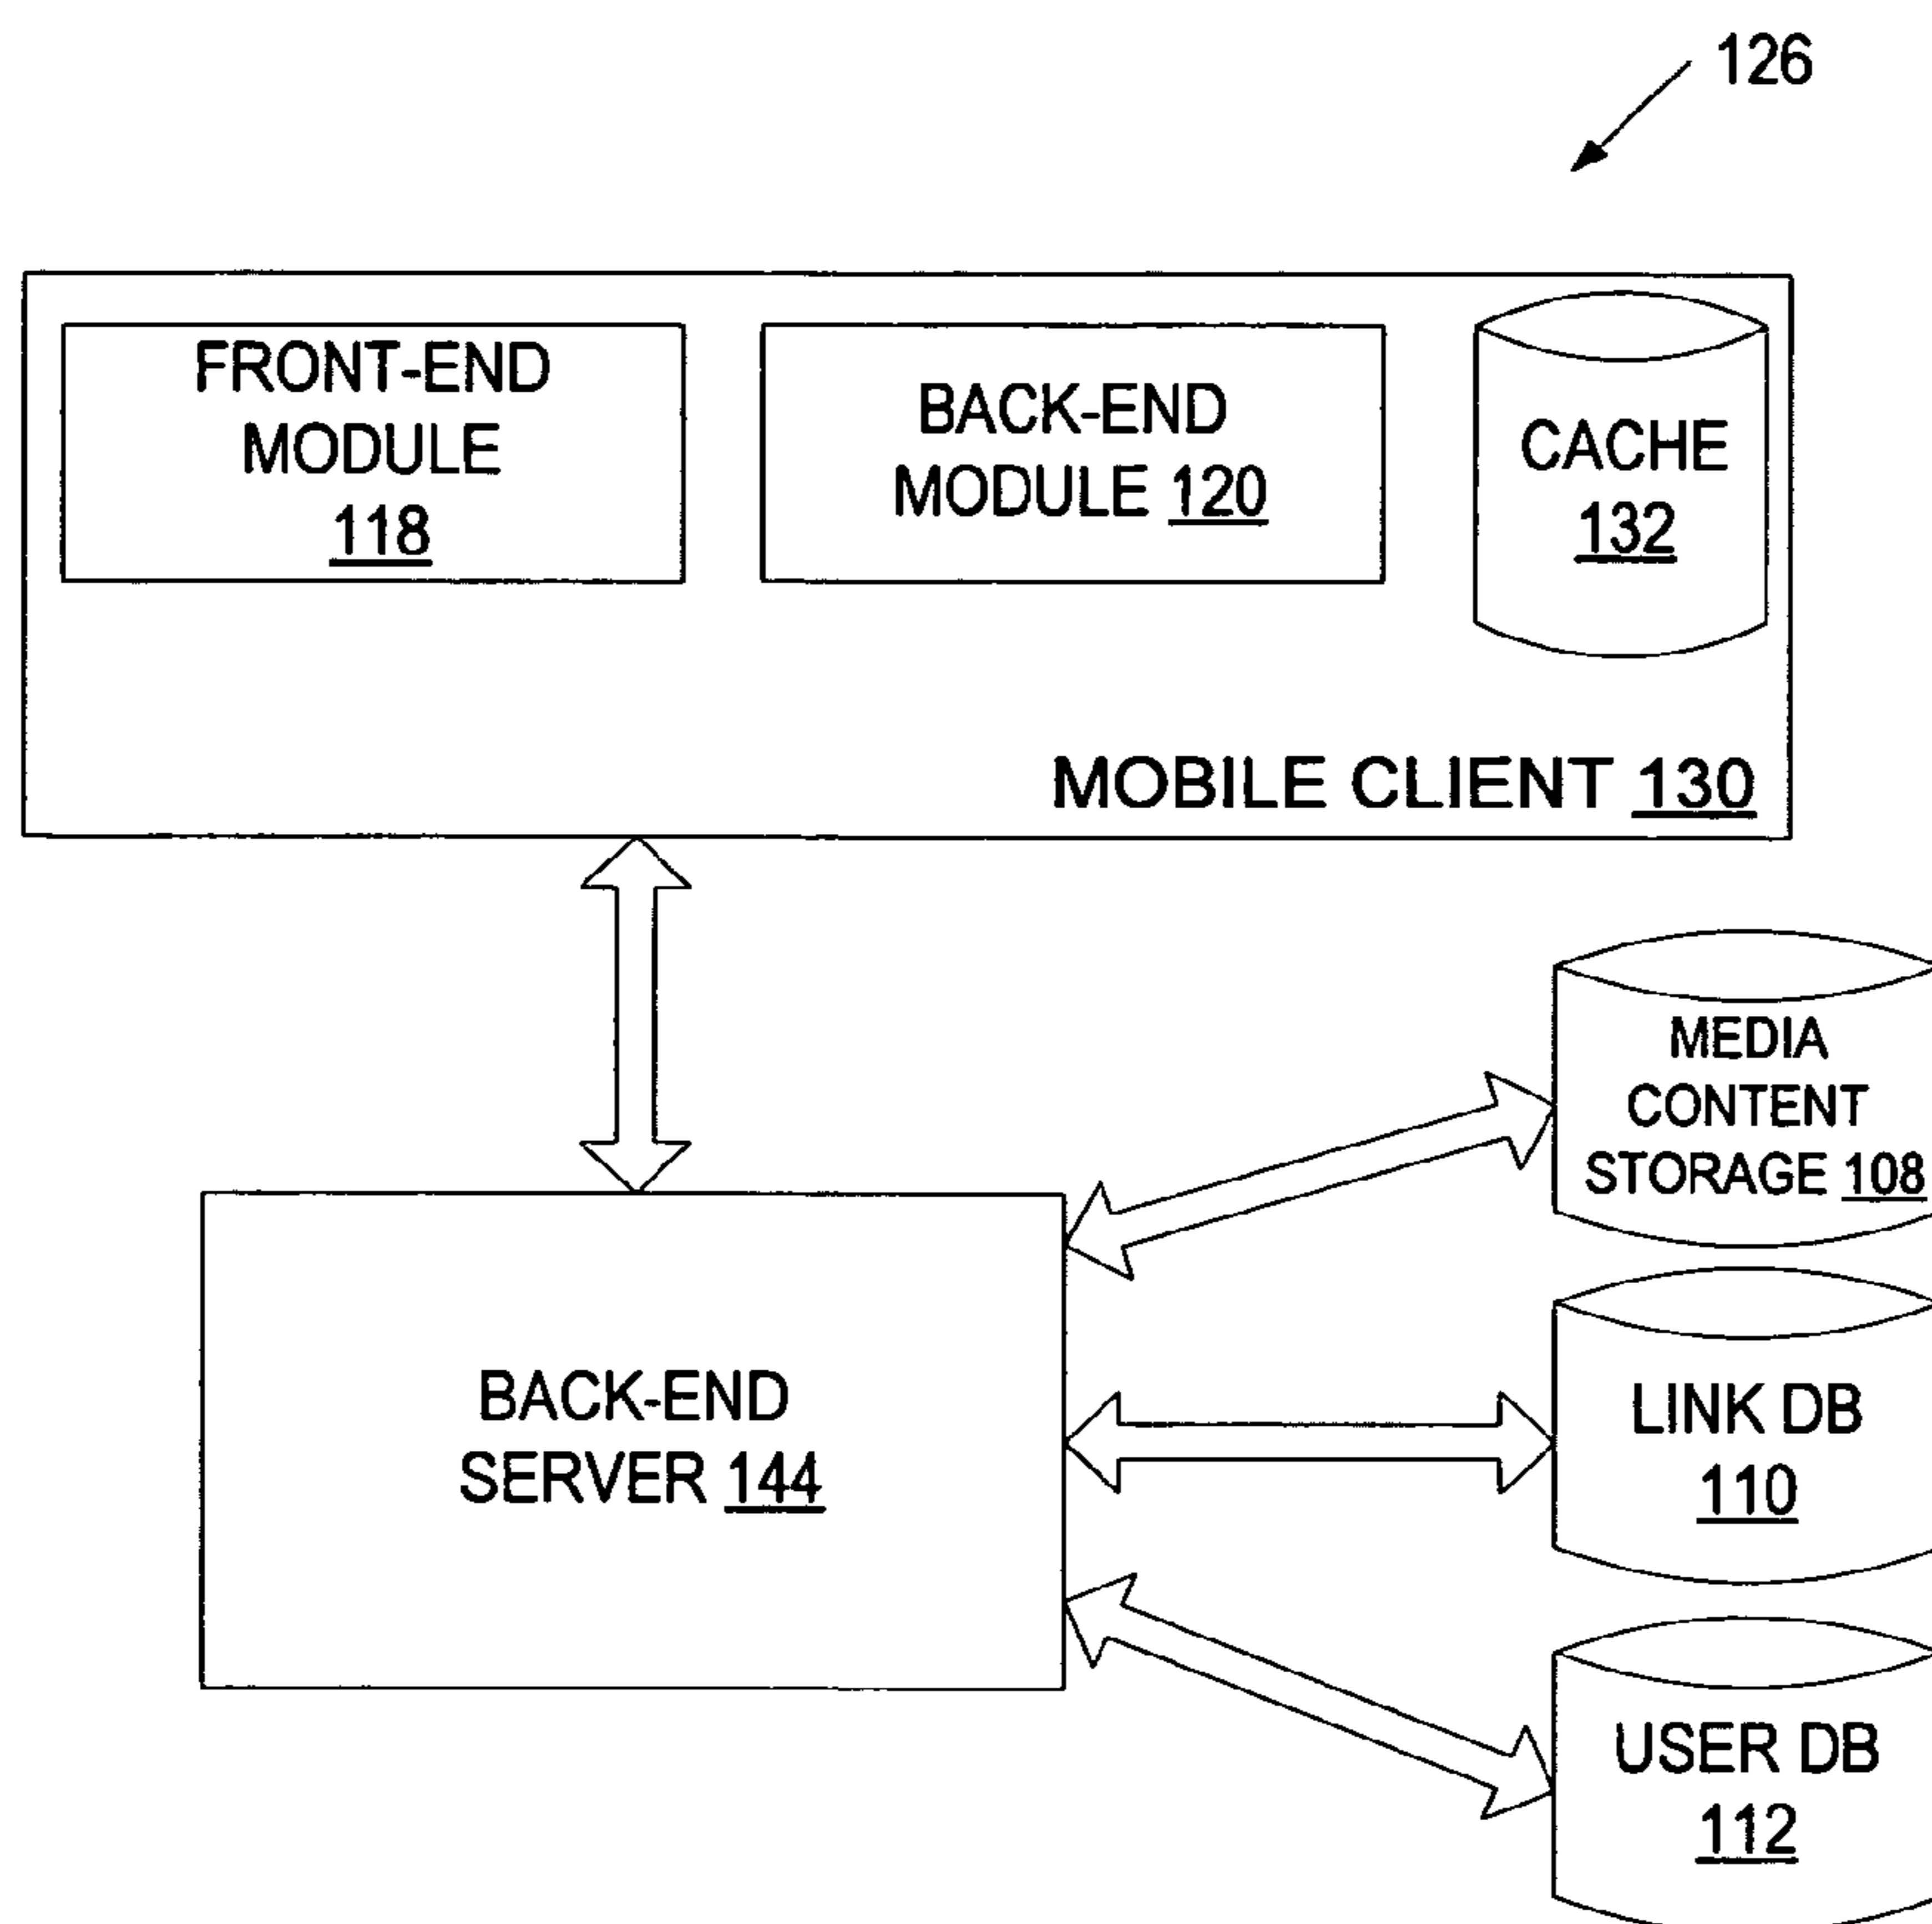 126
FRONT-END
MODULE
118
BACK-END
MODULE 120
CACHE
132
MOBILE CLIENT 130
MEDIA
CONTENT
STORAGE 108
BACK-END
SERVER 144
LINK DB
110
USER DB
112